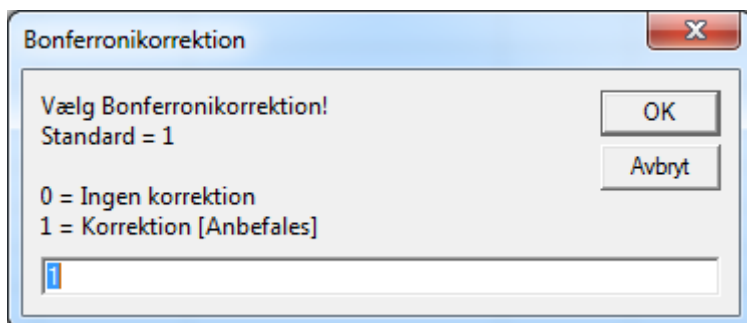 Bonferronikorrektion
Vælg Bonferronikorrektion!
Standard = 1
OK
Avbryt
0 = Ingen korrektion
1 = Korrektion [Anbefales]
1